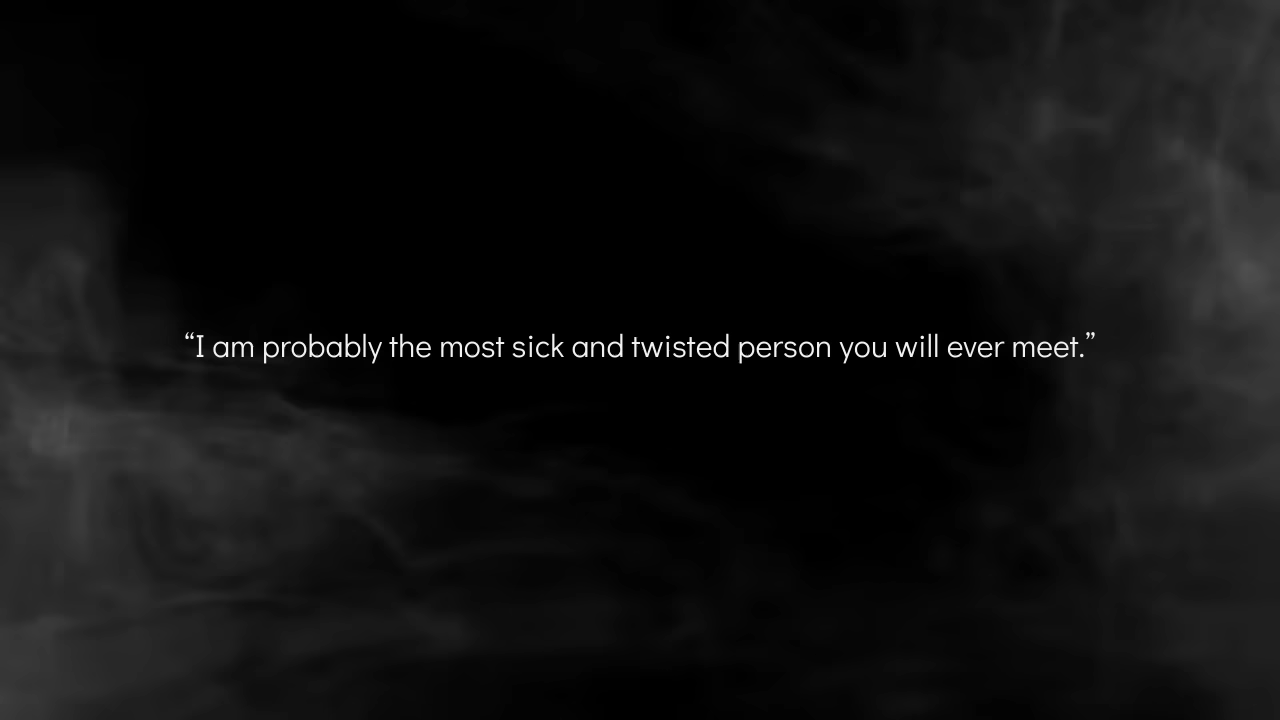 “I am probably the most sick and twisted person you will ever meet.”